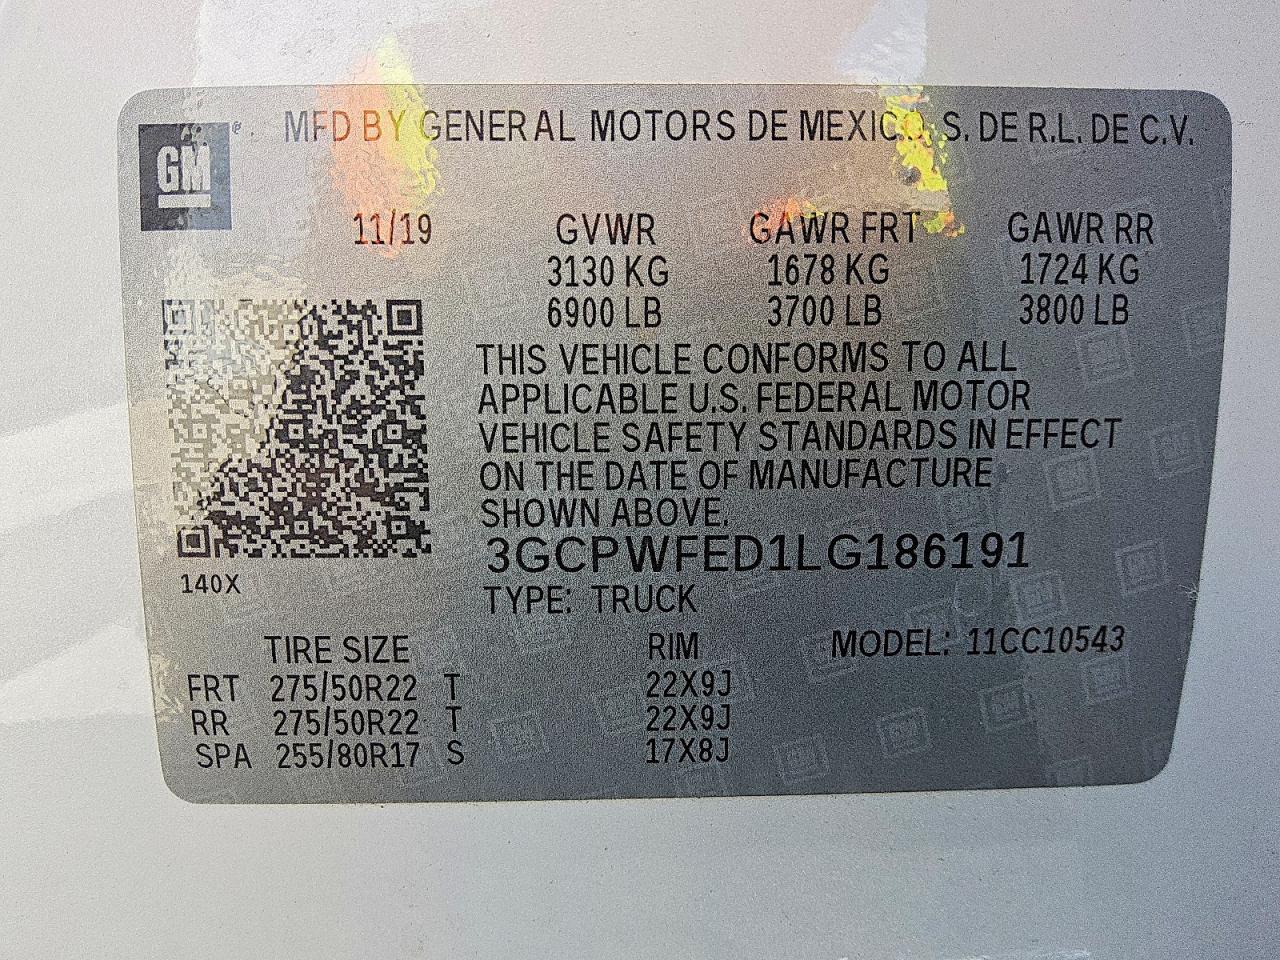 GM
MFD BY GENERAL MOTORS DE MEXICO, S. DE R.L. DE C.V.
11/19 GVWR GAWR FRT GAWR RR
3130 KG 1678 KG 1724 KG
6900 LB 3700 LB 3800 LB
THIS VEHICLE CONFORMS TO ALL
APPLICABLE U.S. FEDERAL MOTOR
VEHICLE SAFETY STANDARDS IN EFFECT
ON THE DATE OF MANUFACTURE
SHOWN ABOVE.
3GCPWFED1LG186191
140X
TYPE: TRUCK
TIRE SIZE RIM MODEL: 11CC10543
FRT 275/50R22 T 22X9J
RR 275/50R22 T 22X9J
SPA 255/80R17 S 17X8J